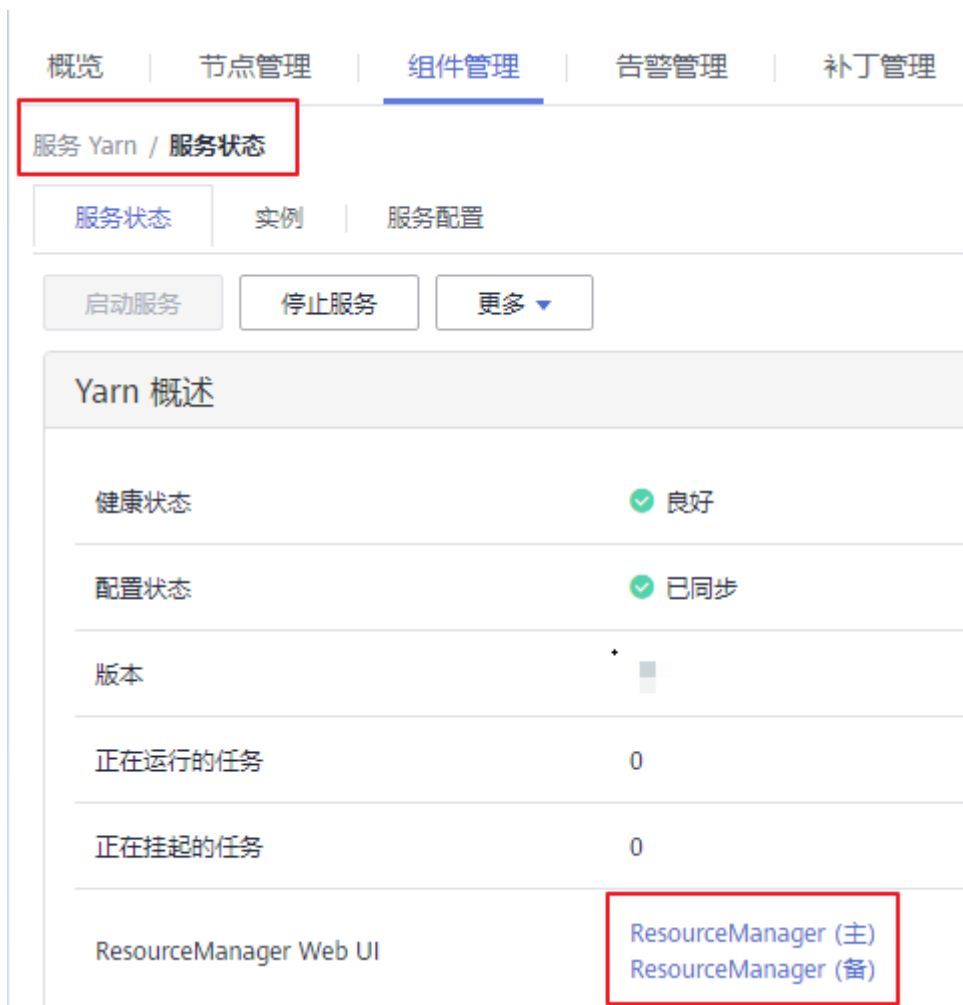 概览 节点管理 组件管理 告警管理 补丁管理
服务 Yarn / 服务状态
服务状态 实例 服务配置
启动服务 停止服务 更多
Yarn 概述
健康状态 良好
配置状态 已同步
版本
正在运行的任务 0
正在挂起的任务 0
ResourceManager Web UI
ResourceManager (主)
ResourceManager (备)